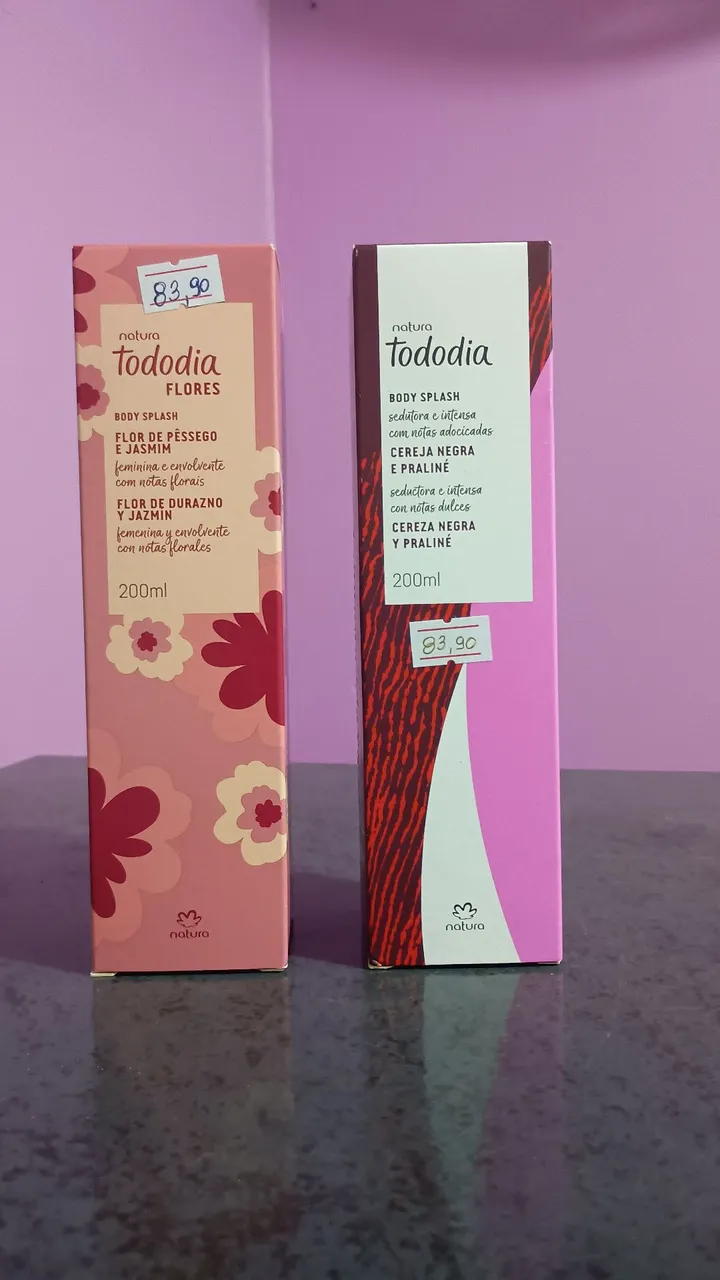 83,90
natura
tododia
FLORES
BODY SPLASH
FLOR DE PÊSSEGO
E JASMIM
feminina e envolvente
com notas florais
FLOR DE DURAZNO
Y JAZMÍN
femenina y envolvente
con notas florales
200ml
natura
natura
tododia
BODY SPLASH
sedutora e intensa
com notas adocicadas
CEREJA NEGRA
E PRALINÉ
seductora e intensa
con notas dulces
CEREZA NEGRA
Y PRALINÉ
200ml
83,90
natura